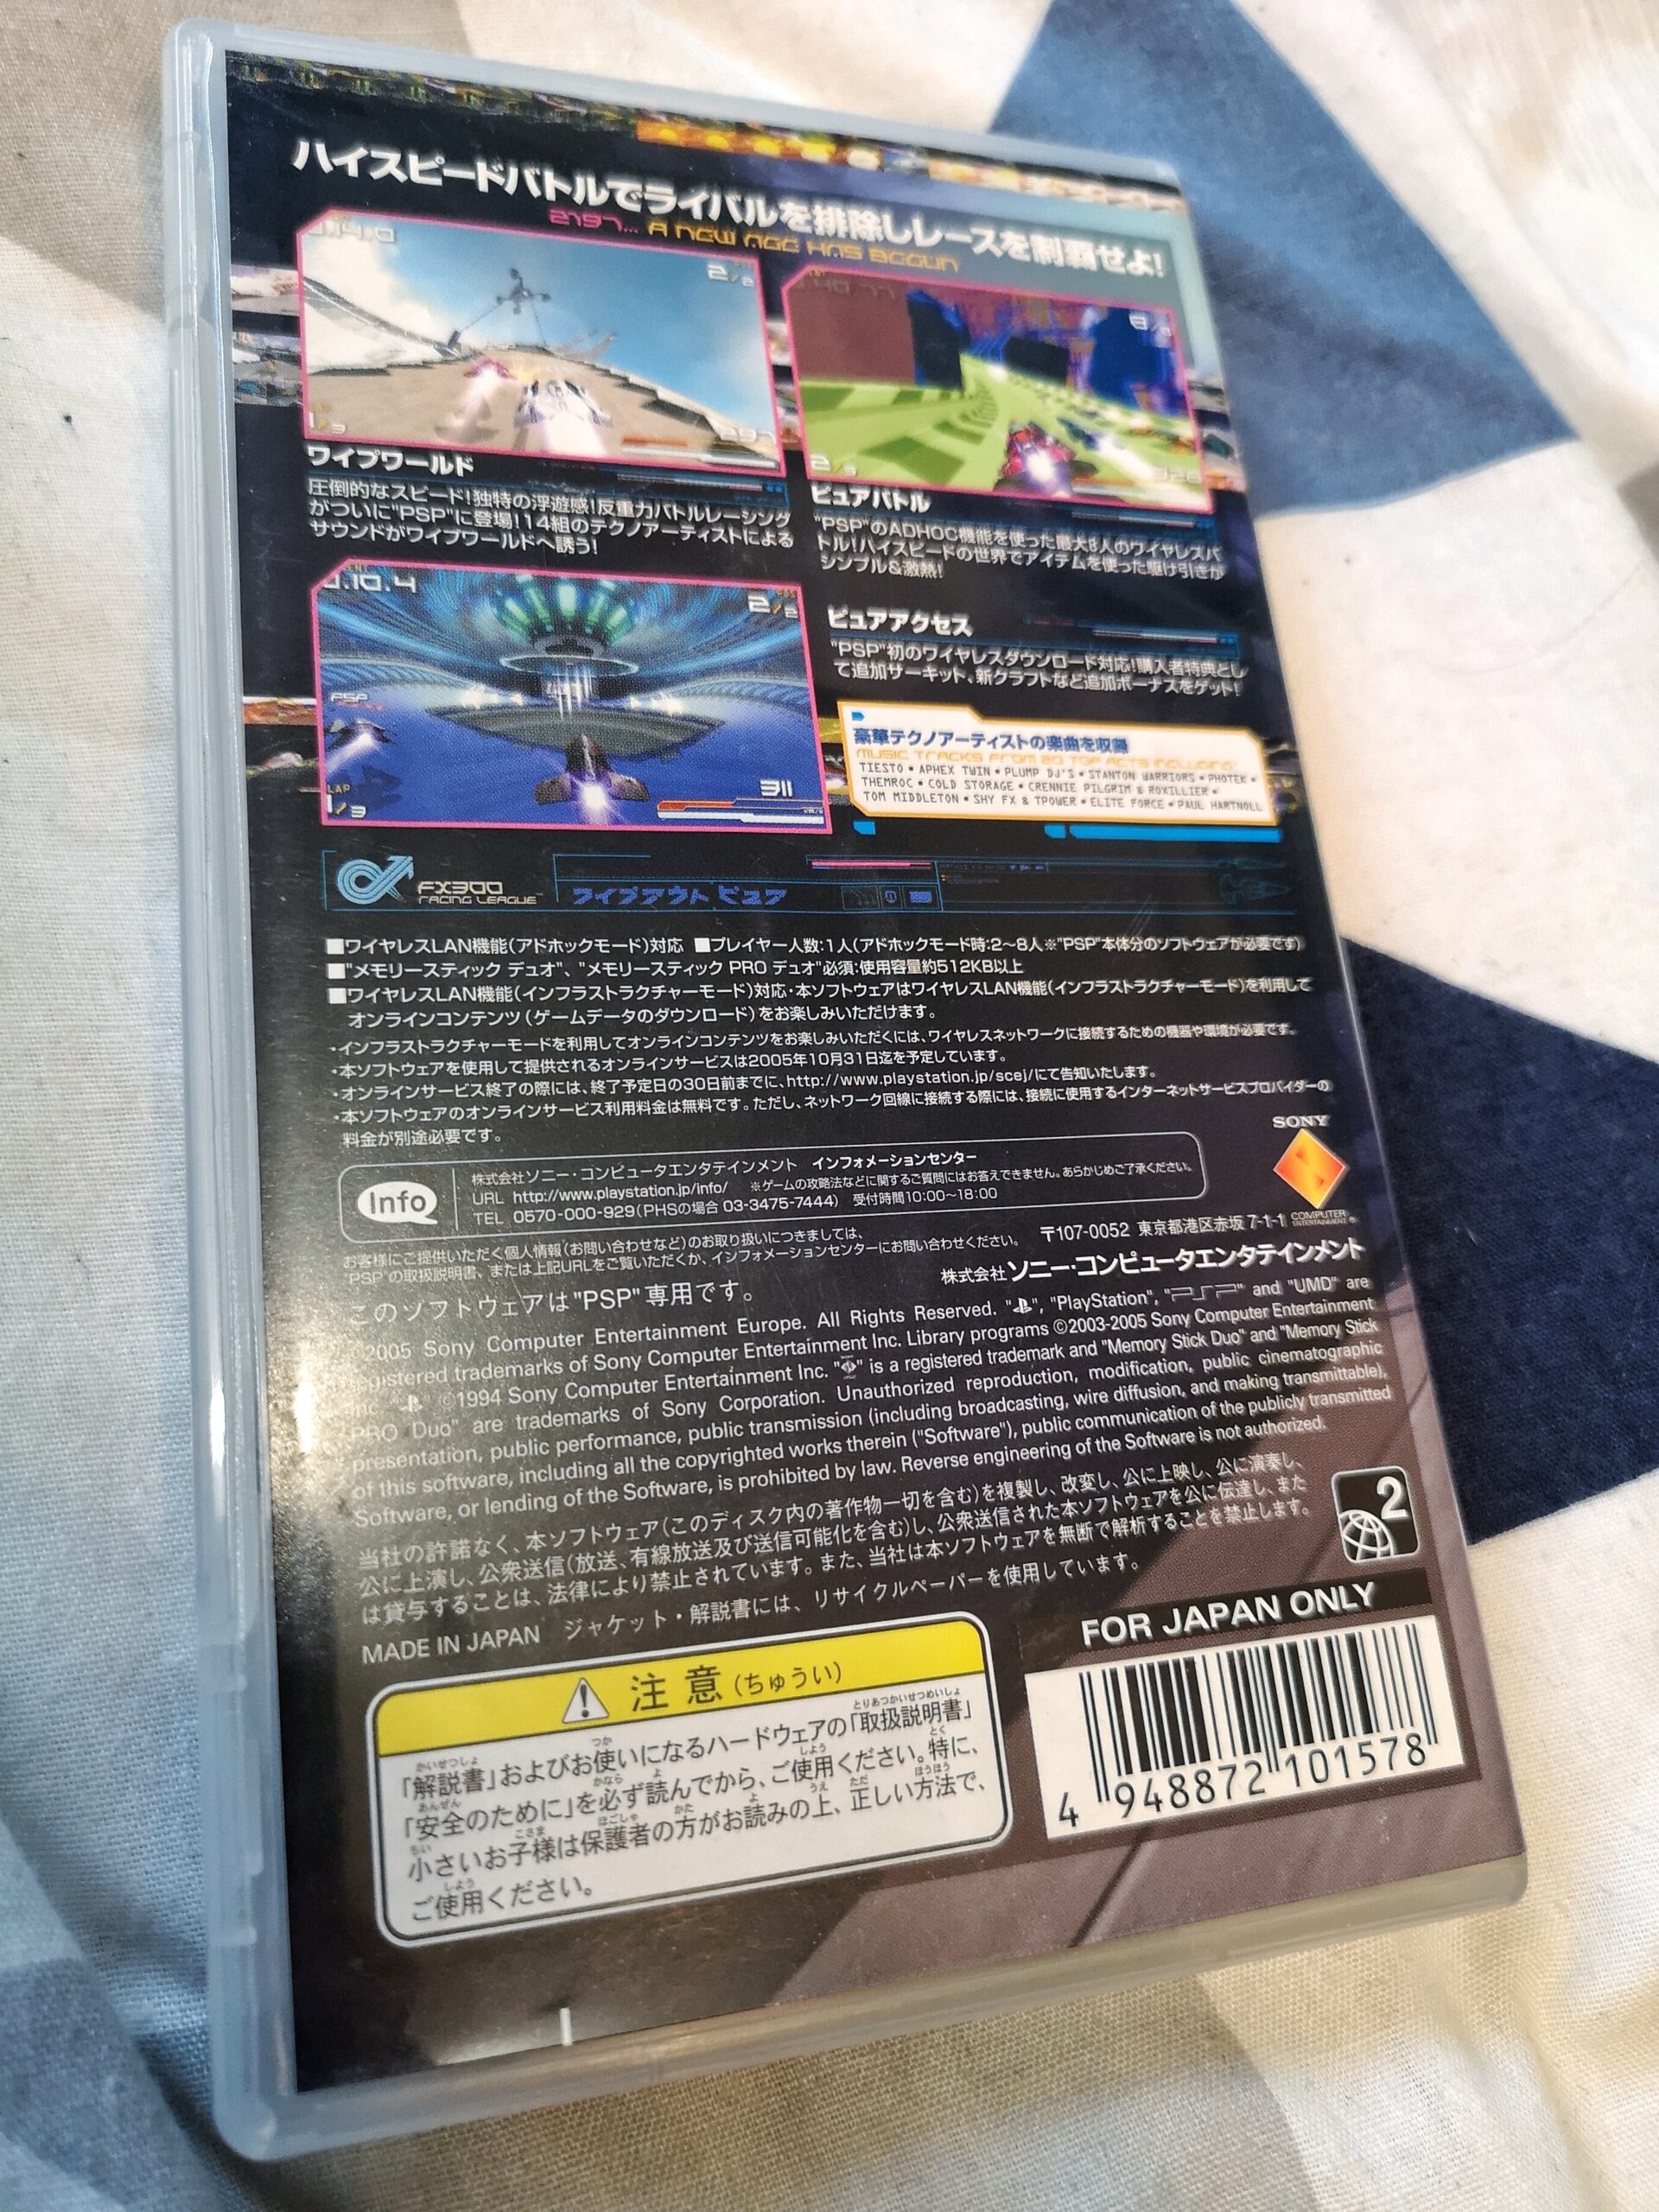 ハイスピードバトルでライバルを排除しレースを制覇せよ!
2197... A NEW AGE HAS BEGUN
2/2
1/3
ワイプワールド
圧倒的なスピード!独特の浮遊感!反重力バトルレーシング
がついに"PSP"に登場!14組のテクノアーティストによる
サウンドがワイプワールドへ誘う!
2/3
ピュアバトル
"PSP"のADHOC機能を使った最大8人のワイヤレスバ
トル!ハイスピードの世界でアイテムを使った駆け引きが
シンプル&激熱!
0.10.4
2/2
PSP
LAP
1/3
311
ピュアアクセス
"PSP"初のワイヤレスダウンロード対応!購入者特典とし
て追加サーキット、新クラフトなど追加ボーナスをゲット!
豪華テクノアーティストの楽曲を収録
MUSIC TRACKS FROM 20 TOP ACTS INCLUDING:
TIESTO • APHEX TWIN • PLUMP DJ'S • STANTON WARRIORS • PHOTEK •
THEMROC • COLD STORAGE • CRENNIE PILGRIM & ROXILLIER •
TOM MIDDLETON • SHY FX & TPOWER • ELITE FORCE • PAUL HARTNOLL
FX300
RACING LEAGUE
ワイプアウト ピュア
■ワイヤレスLAN機能(アドホックモード)対応 ■プレイヤー人数:1人(アドホックモード時:2~8人※"PSP"本体分のソフトウェアが必要です)
■"メモリースティック デュオ"、"メモリースティック PRO デュオ"必須:使用容量約512KB以上
■ワイヤレスLAN機能(インフラストラクチャーモード)対応・本ソフトウェアはワイヤレスLAN機能(インフラストラクチャーモード)を利用して
オンラインコンテンツ(ゲームデータのダウンロード)をお楽しみいただけます。
・インフラストラクチャーモードを利用してオンラインコンテンツをお楽しみいただくには、ワイヤレスネットワークに接続するための機器や環境が必要です。
・本ソフトウェアを使用して提供されるオンラインサービスは2005年10月31日迄を予定しています。
・オンラインサービス終了の際には、終了予定日の30日前までに、http://www.playstation.jp/scej/にて告知いたします。
・本ソフトウェアのオンラインサービス利用料金は無料です。ただし、ネットワーク回線に接続する際には、接続に使用するインターネットサービスプロバイダーの
料金が別途必要です。
SONY
COMPUTER
ENTERTAINMENT
Info
株式会社ソニー・コンピュータエンタテインメント インフォメーションセンター
URL http://www.playstation.jp/info/ ※ゲームの攻略法などに関するご質問にはお答えできません。あらかじめご了承ください。
TEL 0570-000-929(PHSの場合 03-3475-7444) 受付時間10:00~18:00
お客様にご提供いただく個人情報(お問い合わせなど)のお取り扱いにつきましては、
"PSP"の取扱説明書、または上記URLをご覧いただくか、インフォメーションセンターにお問い合わせください。
〒107-0052 東京都港区赤坂 7-1-1
株式会社ソニー・コンピュータエンタテインメント
このソフトウェアは"PSP"専用です。
2005 Sony Computer Entertainment Europe. All Rights Reserved. "", "PlayStation", "PSP" and "UMD" are
registered trademarks of Sony Computer Entertainment Inc. Library programs ©2003-2005 Sony Computer Entertainment
Inc. ©1994 Sony Computer Entertainment Inc. "" is a registered trademark and "Memory Stick Duo" and "Memory Stick
PRO Duo" are trademarks of Sony Corporation. Unauthorized reproduction, modification, public cinematographic
presentation, public performance, public transmission (including broadcasting, wire diffusion, and making transmittable),
of this software, including all the copyrighted works therein ("Software"), public communication of the publicly transmitted
Software, or lending of the Software, is prohibited by law. Reverse engineering of the Software is not authorized.
当社の許諾なく、本ソフトウェア(このディスク内の著作物一切を含む)を複製し、改変し、公に上映し、公に演奏し、
公に上演し、公衆送信(放送、有線放送及び送信可能化を含む)し、公衆送信された本ソフトウェアを公に伝達し、また
は貸与することは、法律により禁止されています。また、当社は本ソフトウェアを無断で解析することを禁止します。
MADE IN JAPAN ジャケット・解説書には、リサイクルペーパーを使用しています。
2
FOR JAPAN ONLY
4 948872 101578
注意(ちゅうい)
「解説書」およびお使いになるハードウェアの「取扱説明書」
「安全のために」を必ず読んでから、ご使用ください。特に、
小さいお子様は保護者の方がお読みの上、正しい方法で、
ご使用ください。